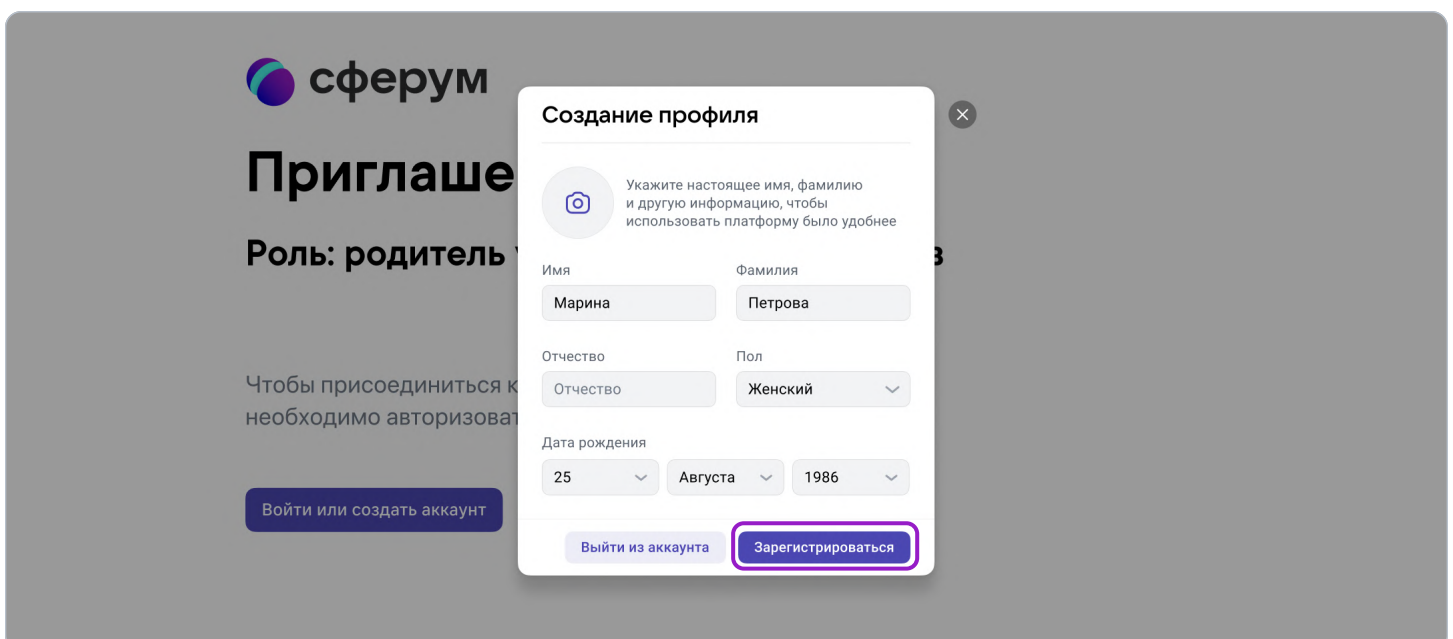 сферум
Приглаше
Роль: родитель
в
Чтобы присоединиться к
необходимо авторизоват
Войти или создать аккаунт
Создание профиля
Укажите настоящее имя, фамилию
и другую информацию, чтобы
использовать платформу было удобнее
Имя Фамилия
Марина Петрова
Отчество Пол
Отчество Женский
Дата рождения
25 Августа 1986
Выйти из аккаунта Зарегистрироваться